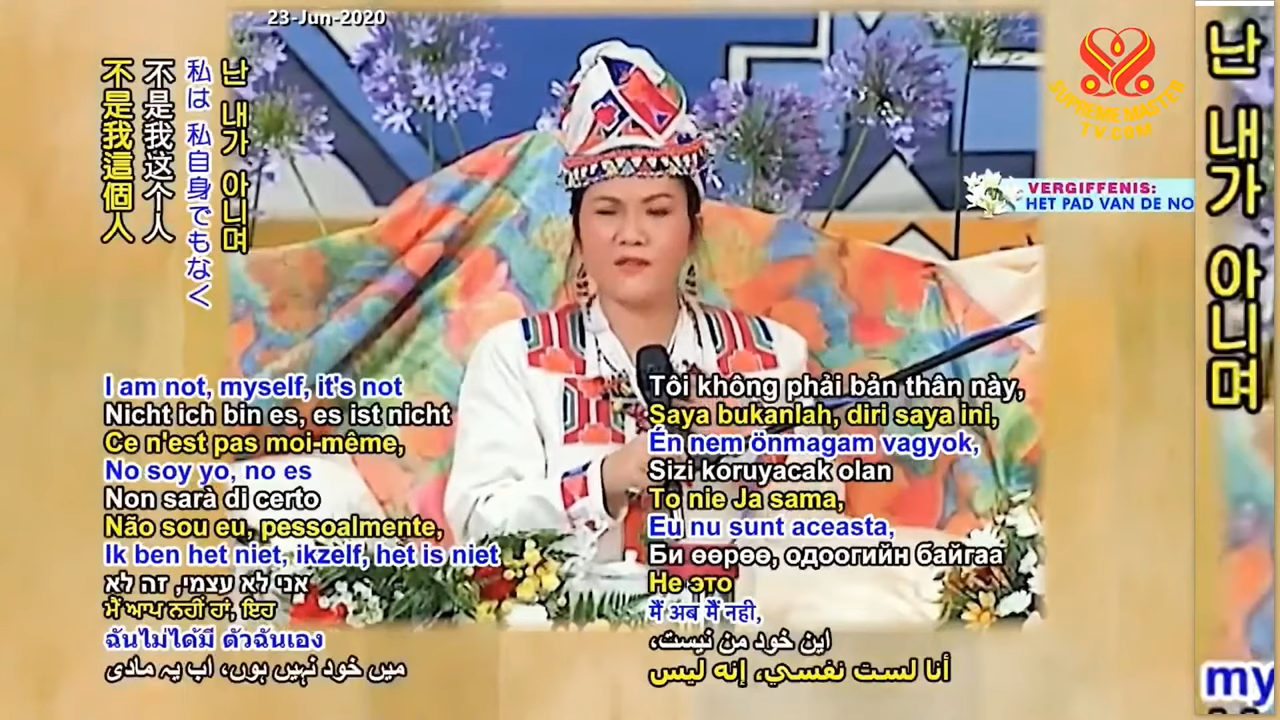 23-Jun-2020
난 내가 아니며
私は 私自身でもなく
不是我这个人
不是我這個人
SUPREME MASTER
TV.COM
VERGIFFENIS:
HET PAD VAN DE NO
I am not, myself, it's not
Nicht ich bin es, es ist nicht
Ce n'est pas moi-même,
No soy yo, no es
Non sarà di certo
Não sou eu, pessoalmente,
Ik ben het niet, ikzelf, het is niet
אני לא עצמי, זה לא
ਮੈਂ ਆਪ ਨਹੀਂ ਹਾਂ, ਇਹ
ฉันไม่ได้มี ตัวฉันเอง
میں خود نہیں ہوں، اب یہ مادی
Tôi không phải bản thân này,
Saya bukanlah, diri saya ini,
Én nem önmagam vagyok,
Sizi koruyacak olan
To nie Ja sama,
Eu nu sunt aceasta,
Би өөрөө, одоогийн байгаа
Не это
मैं अब मैं नही,
این خود من نیست،
أنا لست نفسي، إنه ليس
난 내가 아니며
my